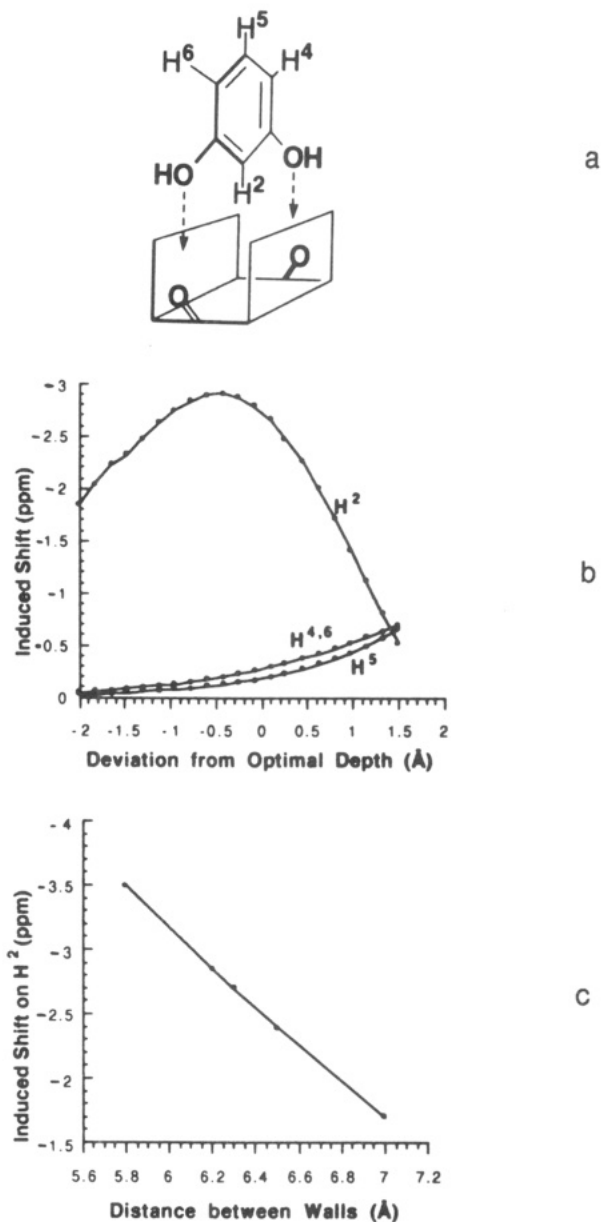 H⁵
H⁶ H⁴
HO OH
H²
a
O
O
-3
-2.5
-2
-1.5
-1
-0.5
0
Induced Shift (ppm)
H²
H⁴,⁶
H⁵
b
-2 -1.5 -1 -0.5 0 0.5 1 1.5 2
Deviation from Optimal Depth (Å)
-4
-3.5
-3
-2.5
-2
-1.5
Induced Shift on H² (ppm)
c
5.6 5.8 6 6.2 6.4 6.6 6.8 7 7.2
Distance between Walls (Å)